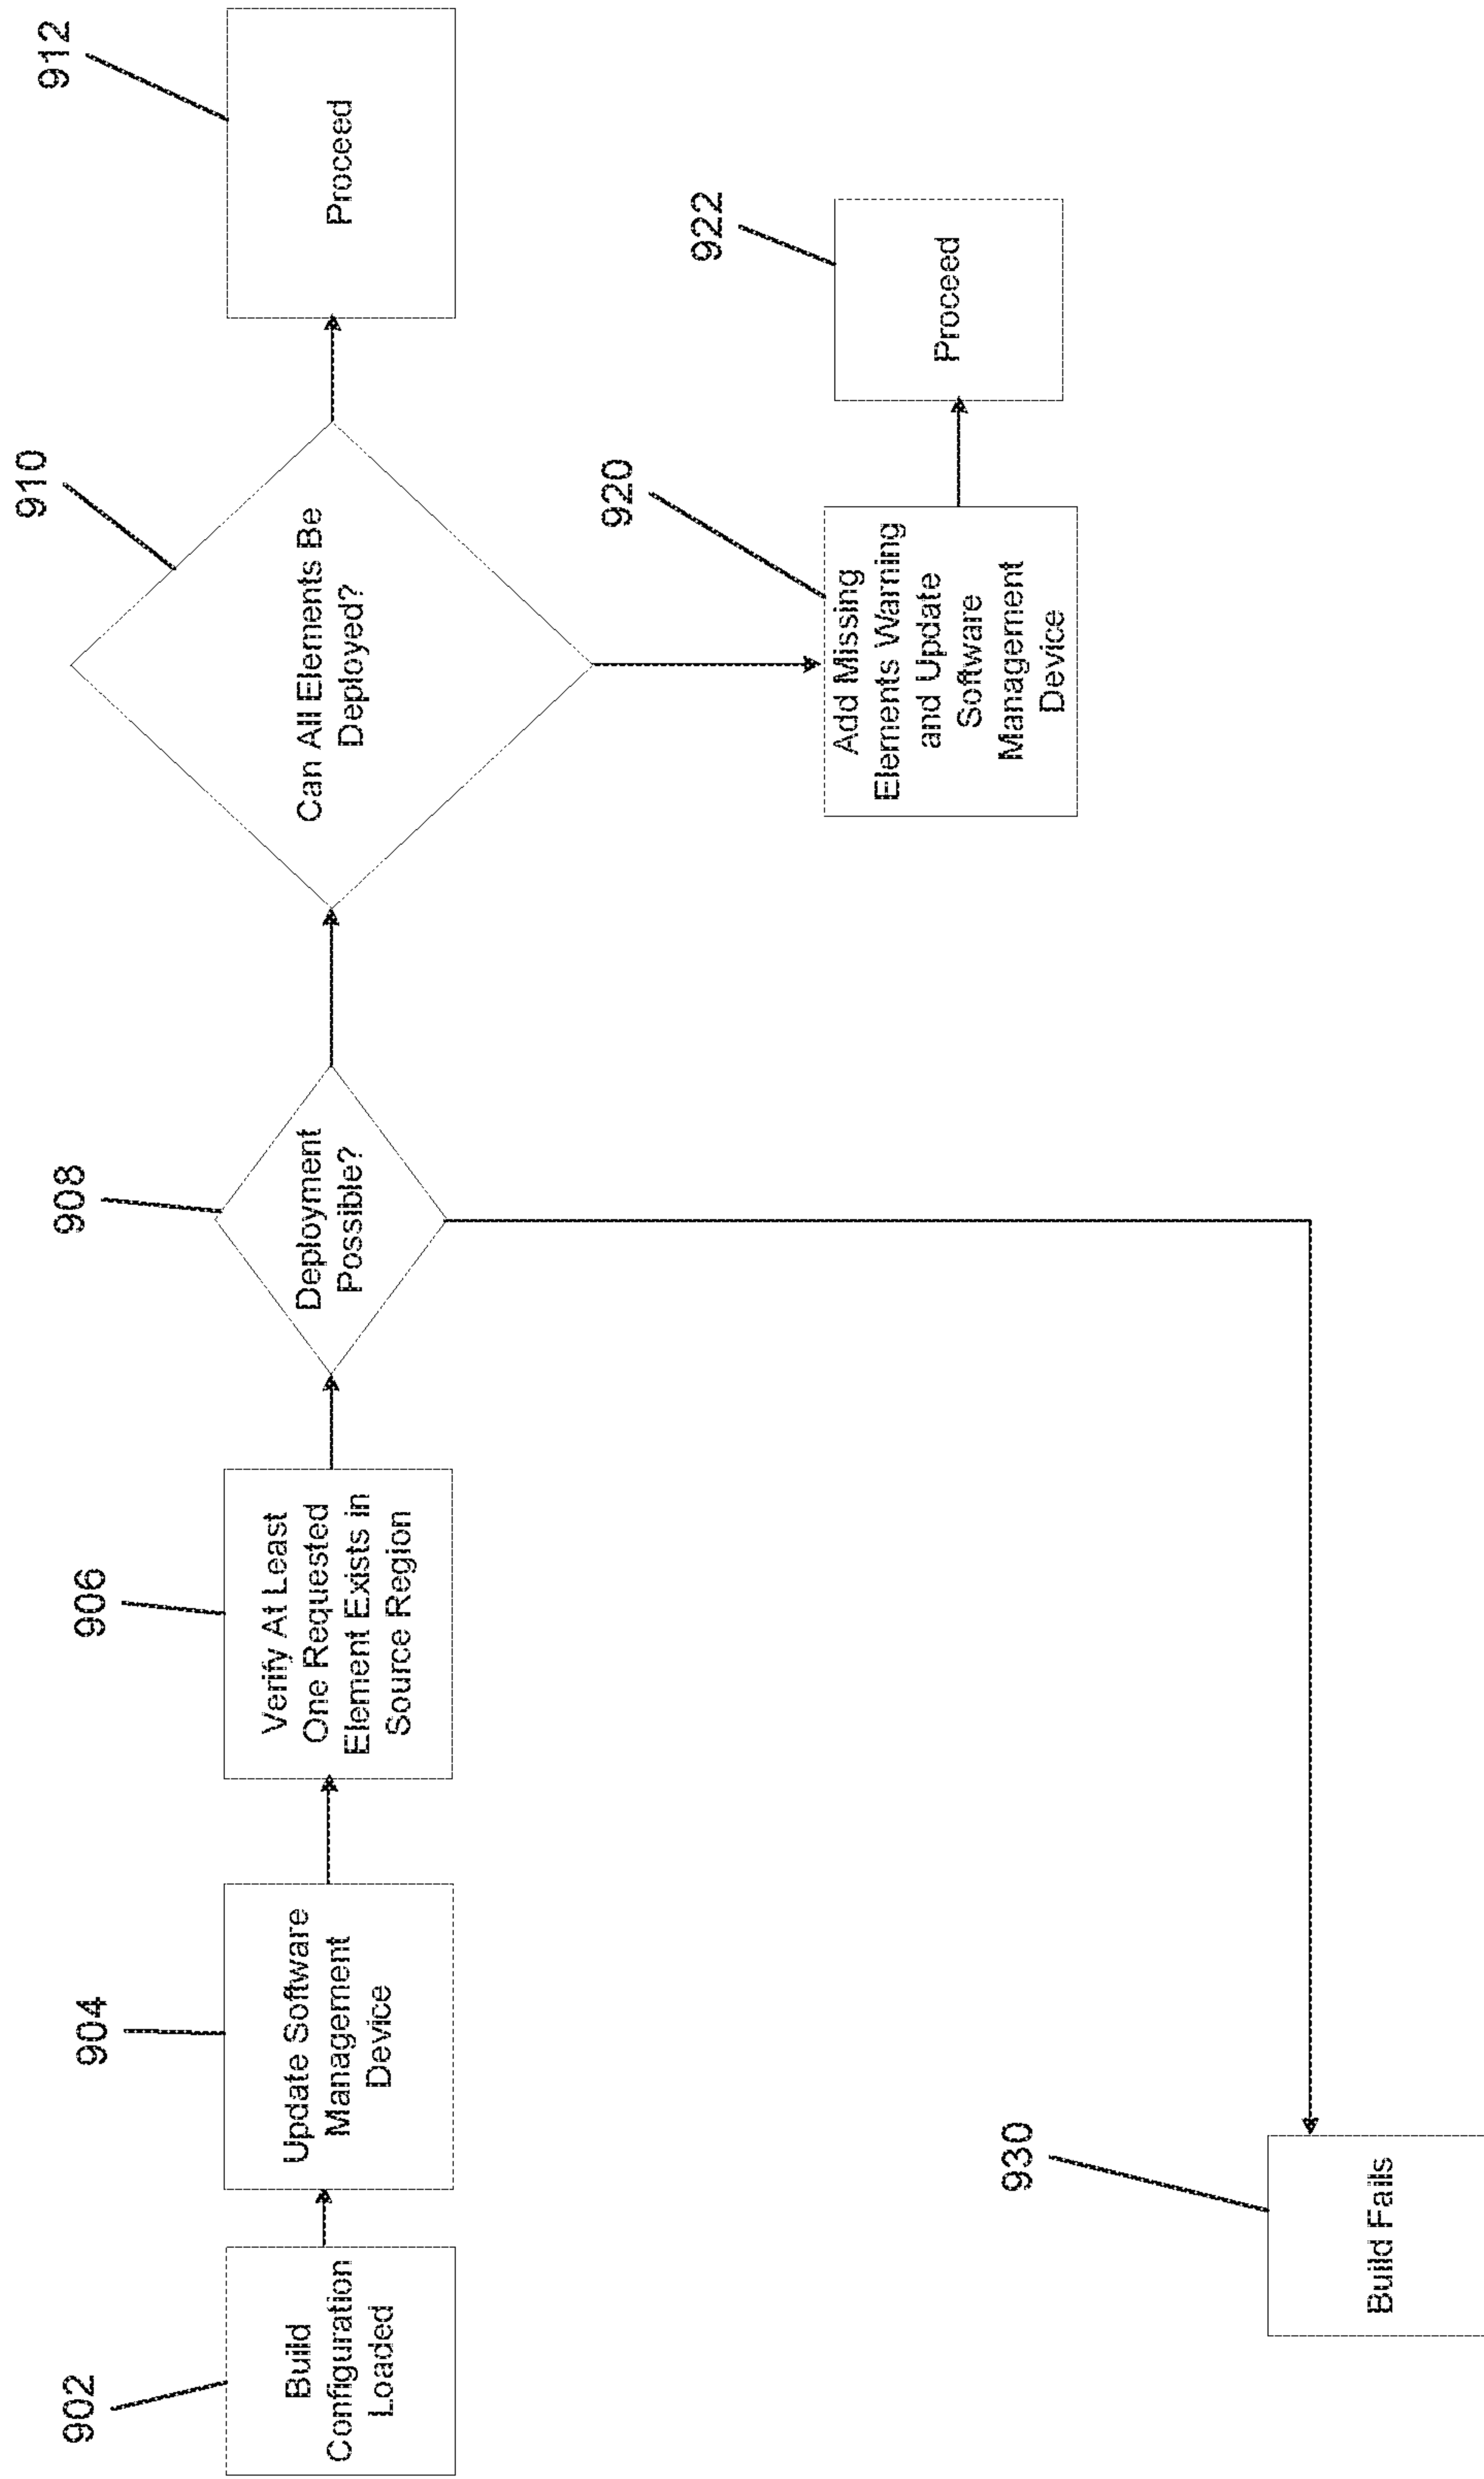 902
Build
Configuration
Loaded
904
Update Software
Management
Device
906
Verify At Least
One Requested
Element Exists in
Source Region
908
Deployment
Possible?
910
Can All Elements Be
Deployed?
912
Proceed
920
Add Missing
Elements Warning
and Update
Software
Management
Device
922
Proceed
930
Build Fails